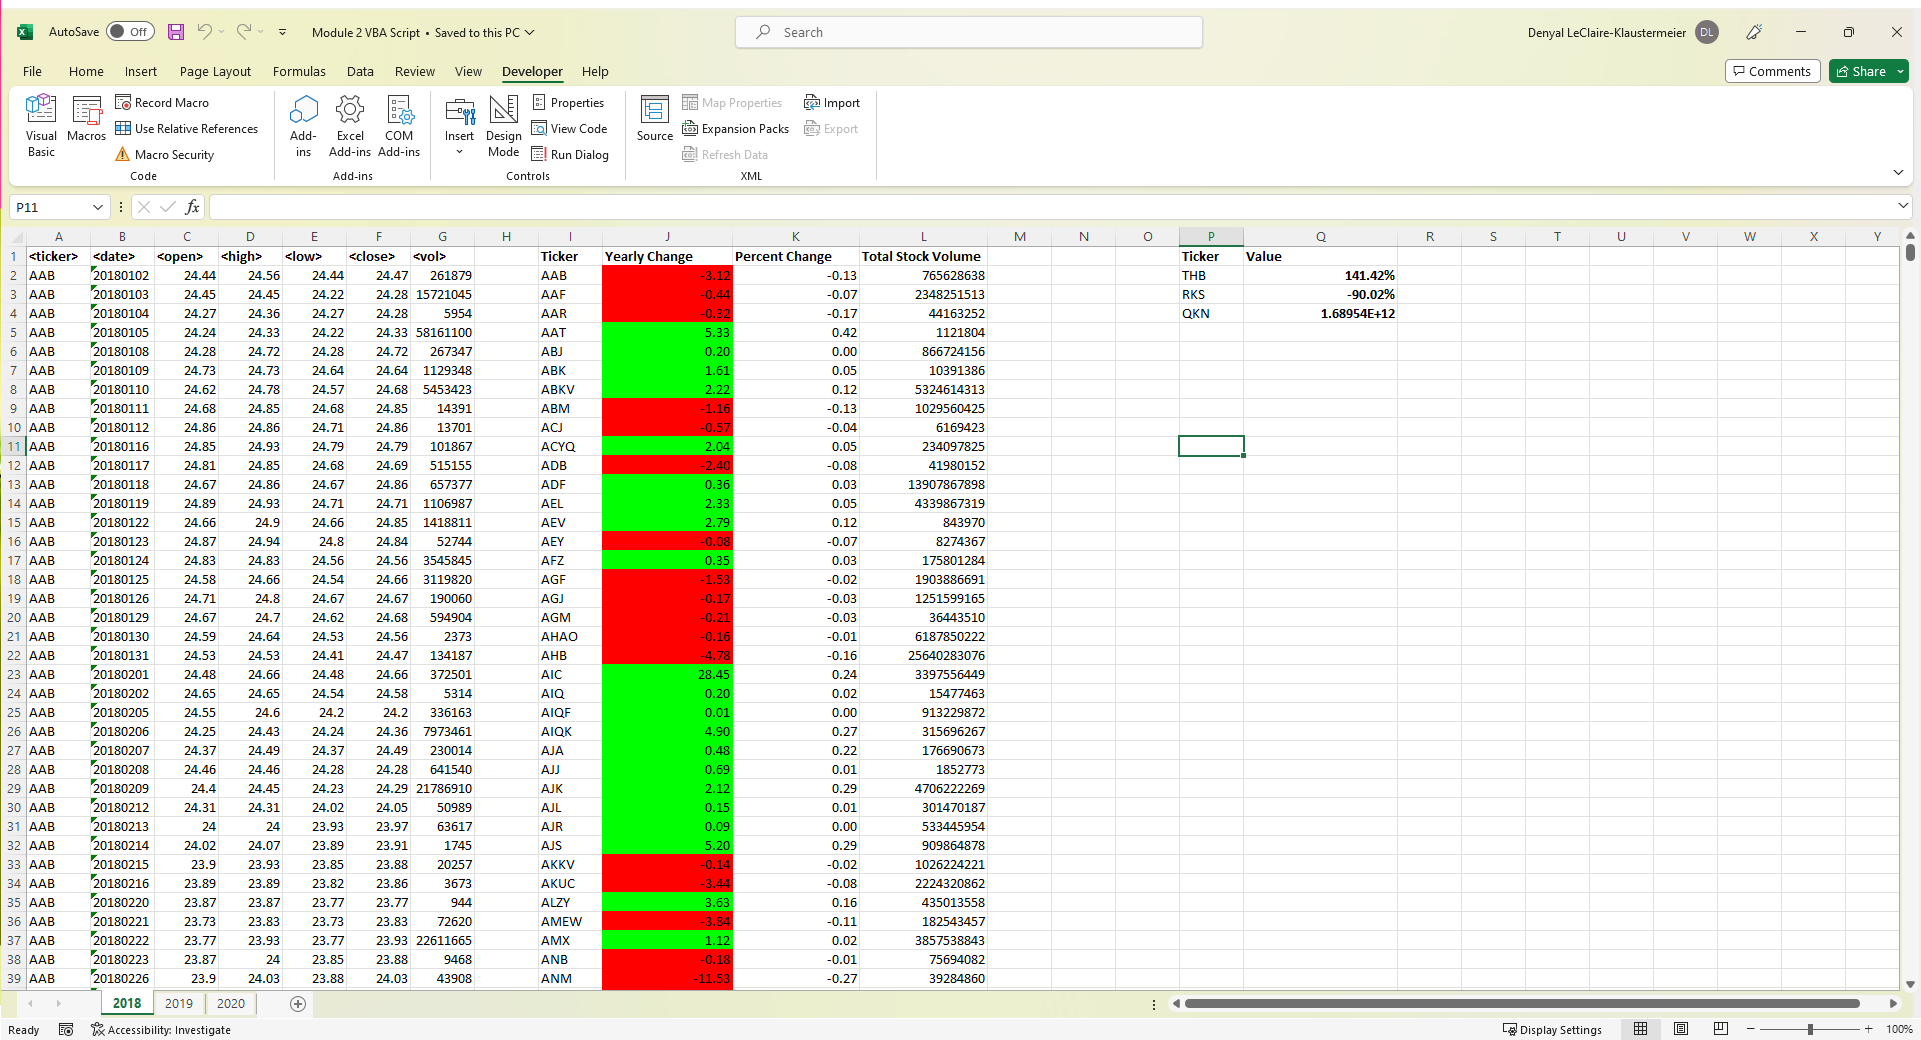 AutoSave Off Module 2 VBA Script • Saved to this PC Search Denyal LeClaire-Klaustermeier DL
File Home Insert Page Layout Formulas Data Review View Developer Help Comments Share
Visual Basic
Macros
Record Macro
Use Relative References
Macro Security
Code
Add-ins
Excel Add-ins
COM Add-ins
Add-ins
Insert
Design Mode
Properties
View Code
Run Dialog
Controls
Source
Map Properties
Expansion Packs
Refresh Data
Import
Export
XML
P11 fx
A B C D E F G H I J K L M N O P Q R S T U V W X Y
1 <ticker> <date> <open> <high> <low> <close> <vol> Ticker Yearly Change Percent Change Total Stock Volume Ticker Value
2 AAB 20180102 24.44 24.56 24.44 24.47 261879 AAB -3.12 -0.13 765628638 THB 141.42%
3 AAB 20180103 24.45 24.45 24.22 24.28 15721045 AAF -0.44 -0.07 2348251513 RKS -90.02%
4 AAB 20180104 24.27 24.36 24.27 24.28 5954 AAR -0.32 -0.17 44163252 QKN 1.68954E+12
5 AAB 20180105 24.24 24.33 24.22 24.33 58161100 AAT 5.33 0.42 1121804
6 AAB 20180108 24.28 24.72 24.28 24.72 267347 ABJ 0.20 0.00 866724156
7 AAB 20180109 24.73 24.73 24.64 24.64 1129348 ABK 1.61 0.05 10391386
8 AAB 20180110 24.62 24.78 24.57 24.68 5453423 ABKV 2.22 0.12 5324614313
9 AAB 20180111 24.68 24.85 24.68 24.85 14391 ABM -1.16 -0.13 1029560425
10 AAB 20180112 24.86 24.86 24.71 24.86 13701 ACJ -0.57 -0.04 6169423
11 AAB 20180116 24.85 24.93 24.79 24.79 101867 ACYQ 2.04 0.05 234097825
12 AAB 20180117 24.81 24.85 24.68 24.69 515155 ADB -2.40 -0.08 41980152
13 AAB 20180118 24.67 24.86 24.67 24.86 657377 ADF 0.36 0.03 13907867898
14 AAB 20180119 24.89 24.93 24.71 24.71 1106987 AEL 2.33 0.05 4339867319
15 AAB 20180122 24.66 24.9 24.66 24.85 1418811 AEV 2.79 0.12 843970
16 AAB 20180123 24.87 24.94 24.8 24.84 52744 AEY -0.08 -0.07 8274367
17 AAB 20180124 24.83 24.83 24.56 24.56 3545845 AFZ 0.35 0.03 175801284
18 AAB 20180125 24.58 24.66 24.54 24.66 3119820 AGF -1.53 -0.02 1903886691
19 AAB 20180126 24.71 24.8 24.67 24.67 190060 AGJ -0.17 -0.03 1251599165
20 AAB 20180129 24.67 24.7 24.62 24.68 594904 AGM -0.21 -0.03 36443510
21 AAB 20180130 24.59 24.64 24.53 24.56 2373 AHAO -0.16 -0.01 6187850222
22 AAB 20180131 24.53 24.53 24.41 24.47 134187 AHB -4.78 -0.16 25640283076
23 AAB 20180201 24.48 24.66 24.48 24.66 372501 AIC 28.45 0.24 3397556449
24 AAB 20180202 24.65 24.65 24.54 24.58 5314 AIQ 0.20 0.02 15477463
25 AAB 20180205 24.55 24.6 24.2 24.2 336163 AIQF 0.01 0.00 913229872
26 AAB 20180206 24.25 24.43 24.24 24.36 7973461 AIQK 4.90 0.27 315696267
27 AAB 20180207 24.37 24.49 24.37 24.49 230014 AJA 0.48 0.22 176690673
28 AAB 20180208 24.46 24.46 24.28 24.28 641540 AJJ 0.69 0.01 1852773
29 AAB 20180209 24.4 24.45 24.23 24.29 21786910 AJK 2.12 0.29 4706222269
30 AAB 20180212 24.31 24.31 24.02 24.05 50989 AJL 0.15 0.01 301470187
31 AAB 20180213 24 24 23.93 23.97 63617 AJR 0.09 0.00 533445954
32 AAB 20180214 24.02 24.07 23.89 23.91 1745 AJS 5.20 0.29 909864878
33 AAB 20180215 23.9 23.93 23.85 23.88 20257 AKKV -0.14 -0.02 1026224221
34 AAB 20180216 23.89 23.89 23.82 23.86 3673 AKUC -3.44 -0.08 2224320862
35 AAB 20180220 23.87 23.87 23.77 23.77 944 ALZY 3.63 0.16 435013558
36 AAB 20180221 23.73 23.83 23.73 23.83 72620 AMEW -3.84 -0.11 182543457
37 AAB 20180222 23.77 23.93 23.77 23.93 22611665 AMX 1.12 0.02 3857538843
38 AAB 20180223 23.87 24 23.85 23.88 9468 ANB -0.18 -0.01 75694082
39 AAB 20180226 23.9 24.03 23.88 24.03 43908 ANM -11.53 -0.27 39284860
2018 2019 2020
Ready Accessibility: Investigate Display Settings 100%